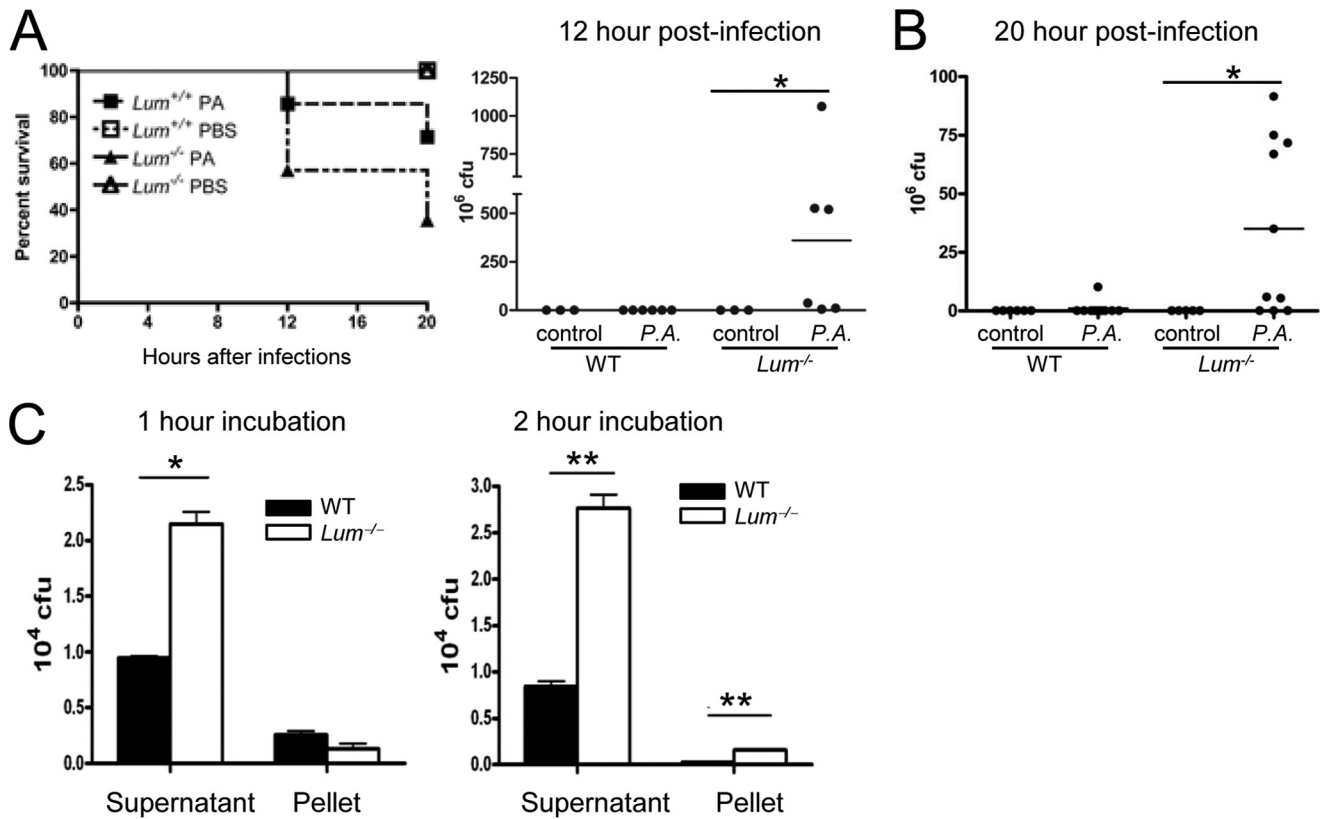 A
12 hour post-infection
B
20 hour post-infection
Percent survival
100
80
60
40
20
0
Lum+/+ PA
Lum+/+ PBS
Lum-/- PA
Lum-/- PBS
0 4 8 12 16 20
Hours after infections
10⁶ cfu
1250
1000
750
500
250
0
*
control P.A. control P.A.
WT Lum-/-
10⁶ cfu
100
75
50
25
0
*
control P.A. control P.A.
WT Lum-/-
C
1 hour incubation
10⁴ cfu
2.5
2.0
1.5
1.0
0.5
0.0
*
WT
Lum–/–
Supernatant Pellet
2 hour incubation
10⁴ cfu
3.0
2.5
2.0
1.5
1.0
0.5
0.0
**
**
WT
Lum–/–
Supernatant Pellet